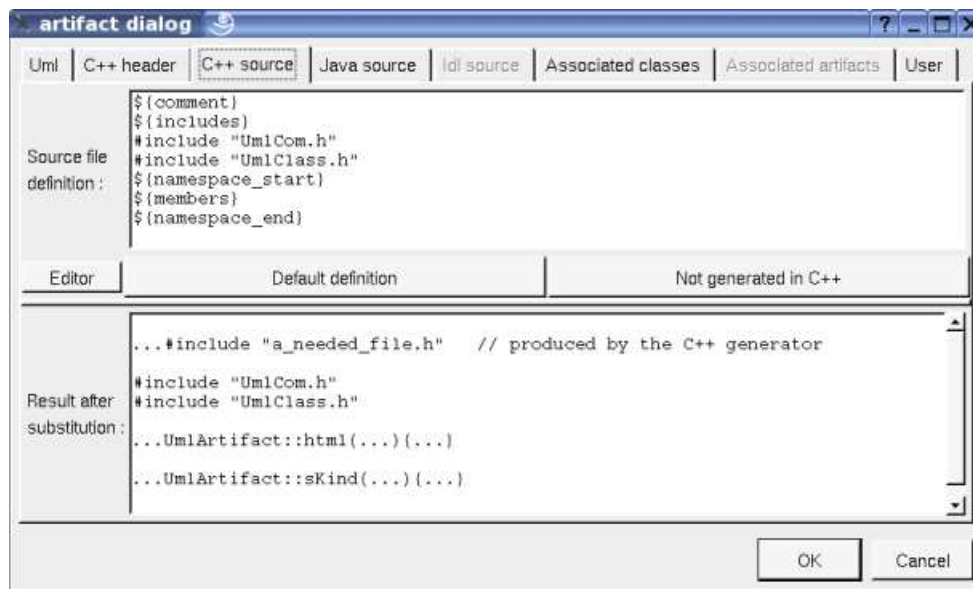 artifact dialog
Uml C++ header C++ source Java source Idl source Associated classes Associated artifacts User
Source file
definition :
${comment}
${includes}
#include "UmlCom.h"
#include "UmlClass.h"
${namespace_start}
${members}
${namespace_end}
Editor Default definition Not generated in C++
Result after
substitution :
...#include "a_needed_file.h" // produced by the C++ generator
#include "UmlCom.h"
#include "UmlClass.h"
...UmlArtifact::html(...){...}
...UmlArtifact::sKind(...){...}
OK Cancel